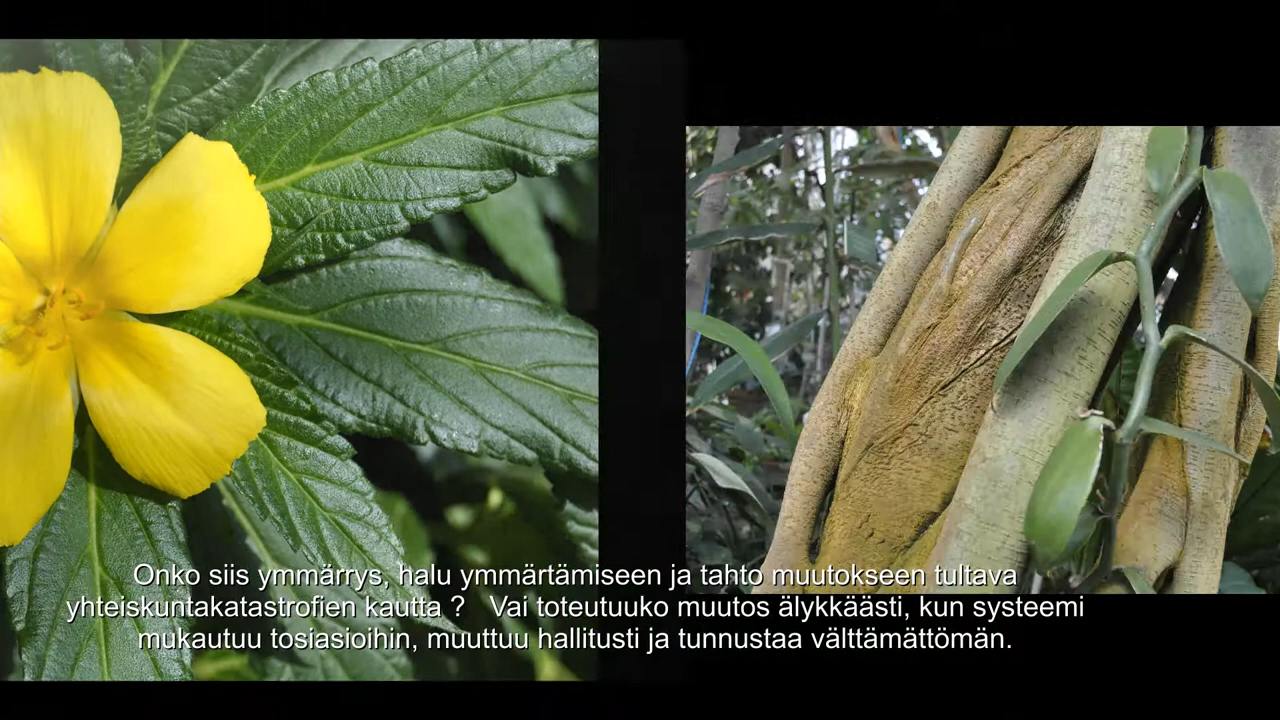 Onko siis ymmärrys, halu ymmärtämiseen ja tahto muutokseen tultava
yhteiskuntakatastrofien kautta ?   Vai toteutuuko muutos älykkäästi, kun systeemi
mukautuu tosiasioihin, muuttuu hallitusti ja tunnustaa välttämättömän.